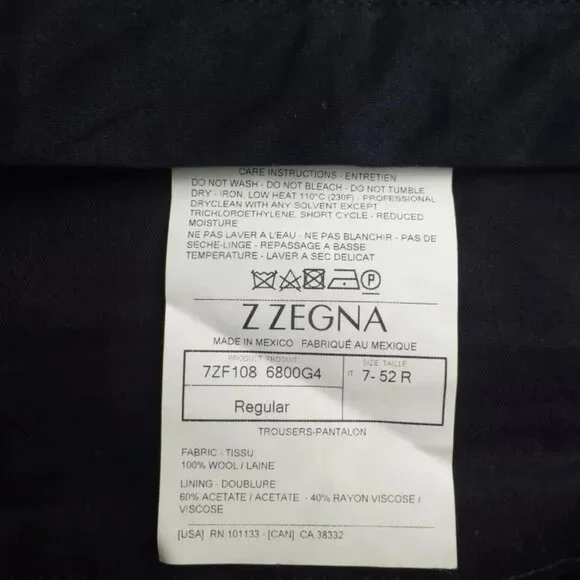 CARE INSTRUCTIONS - ENTRETIEN
DO NOT WASH - DO NOT BLEACH - DO NOT TUMBLE
DRY - IRON, LOW HEAT 110°C (230F) - PROFESSIONAL
DRYCLEAN WITH ANY SOLVENT EXCEPT
TRICHLOROETHYLENE, SHORT CYCLE - REDUCED
MOISTURE
NE PAS LAVER A L'EAU - NE PAS BLANCHIR - PAS DE
SECHE-LINGE - REPASSAGE A BASSE
TEMPERATURE - LAVER A SEC DELICAT
P
Z ZEGNA
MADE IN MEXICO FABRIQUÉ AU MEXIQUE
PRODUCT PRODUIT SIZE TAILLE
7ZF108 6800G4 IT 7- 52 R
Regular
TROUSERS-PANTALON
FABRIC - TISSU
100% WOOL / LAINE
LINING - DOUBLURE
60% ACETATE / ACETATE - 40% RAYON VISCOSE /
VISCOSE
[USA] RN 101133 - [CAN] CA 38332